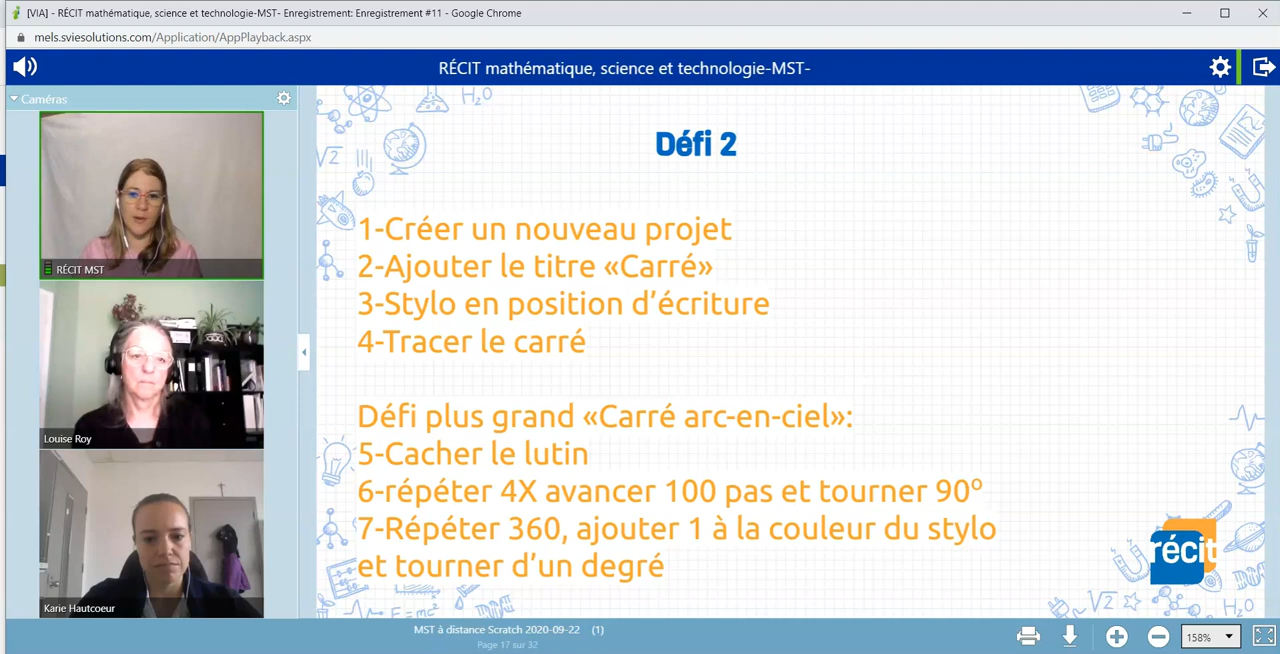 [VIA] - RÉCIT mathématique, science et technologie-MST- Enregistrement: Enregistrement #11 - Google Chrome
mels.sviesolutions.com/Application/AppPlayback.aspx
RÉCIT mathématique, science et technologie-MST-
Caméras
RÉCIT MST
Louise Roy
Karie Hautcoeur
H₂O
√2
Défi 2
1-Créer un nouveau projet
2-Ajouter le titre «Carré»
3-Stylo en position d'écriture
4-Tracer le carré
Défi plus grand «Carré arc-en-ciel»:
5-Cacher le lutin
6-répéter 4X avancer 100 pas et tourner 90º
7-Répéter 360, ajouter 1 à la couleur du stylo
et tourner d'un degré
récit
E=mc²
√2
H₂O
MST à distance Scratch 2020-09-22 (1)
Page 17 sur 32
158%